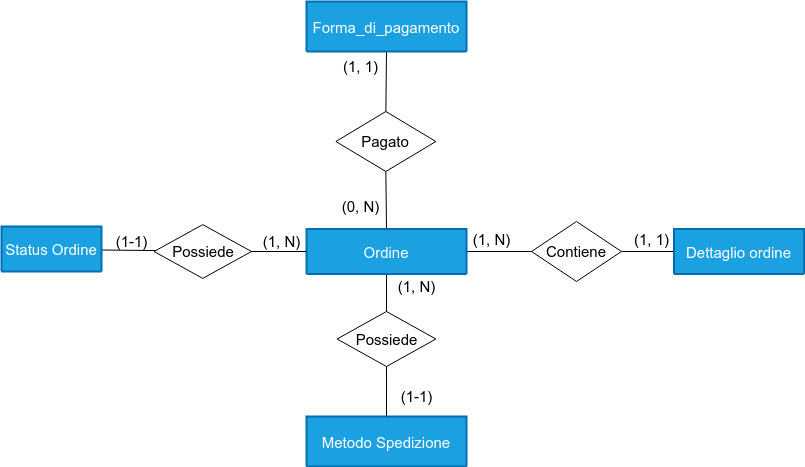 Forma_di_pagamento
(1, 1)
Pagato
(0, N)
Status Ordine
(1-1)
Possiede
(1, N)
Ordine
(1, N)
Contiene
(1, 1)
Dettaglio ordine
(1, N)
Possiede
(1-1)
Metodo Spedizione